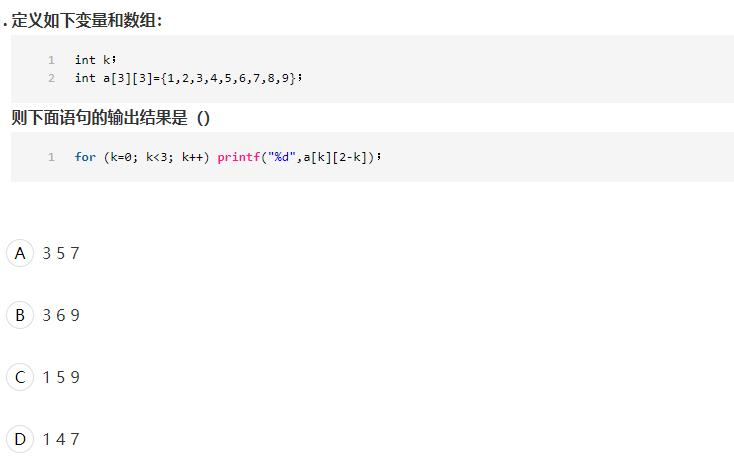 . 定义如下变量和数组:
1 int k;
2 int a[3][3]={1,2,3,4,5,6,7,8,9};
则下面语句的输出结果是 ()
1 for (k=0; k<3; k++) printf("%d",a[k][2-k]);
A 3 5 7
B 3 6 9
C 1 5 9
D 1 4 7